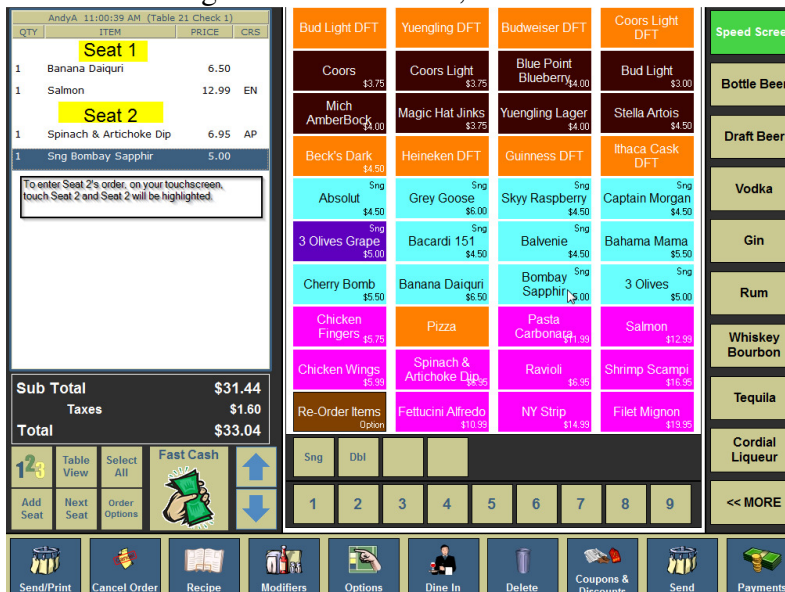 AndyA 11:00:39 AM (Table 21 Check 1)
QTY ITEM PRICE CRS
Seat 1
1 Banana Daiquri 6.50
1 Salmon 12.99 EN
Seat 2
1 Spinach & Artichoke Dip 6.95 AP
1 Sng Bombay Sapphir 5.00
To enter Seat 2's order, on your touchscreen,
touch Seat 2 and Seat 2 will be highlighted.
Sub Total $31.44
Taxes $1.60
Total $33.04
123
Table
View
Select
All
Fast Cash
Add
Seat
Next
Seat
Order
Options
Bud Light DFT
Yuengling DFT
Budweiser DFT
Coors Light
DFT
Coors
$3.75
Coors Light
$3.75
Blue Point
Blueberry
$4.00
Bud Light
$3.00
Mich
AmberBock
$4.00
Magic Hat Jinks
$3.75
Yuengling Lager
$4.00
Stella Artois
$4.50
Beck's Dark
$4.50
Heineken DFT
Guinness DFT
Ithaca Cask
DFT
Sng
Absolut
$4.50
Sng
Grey Goose
$6.00
Sng
Skyy Raspberry
$4.50
Sng
Captain Morgan
$4.50
Sng
3 Olives Grape
$5.00
Sng
Bacardi 151
$4.50
Sng
Balvenie
$4.50
Bahama Mama
$5.50
Cherry Bomb
$5.50
Banana Daiquri
$6.50
Sng
Bombay
Sapphir
5.00
Sng
3 Olives
$5.00
Chicken
Fingers
$5.75
Pizza
Pasta
Carbonara
$11.99
Salmon
$12.99
Chicken Wings
$5.99
Spinach &
Artichoke Dip
$6.95
Ravioli
$6.95
Shrimp Scampi
$16.95
Re-Order Items
Option
Fettucini Alfredo
$10.99
NY Strip
$14.99
Filet Mignon
$19.95
Sng
Dbl
1 2 3 4 5 6 7 8 9
Speed Scree
Bottle Beer
Draft Beer
Vodka
Gin
Rum
Whiskey
Bourbon
Tequila
Cordial
Liqueur
<< MORE
Send/Print
Cancel Order
Recipe
Modifiers
Options
Dine In
Delete
Coupons &
Discounts
Send
Payments